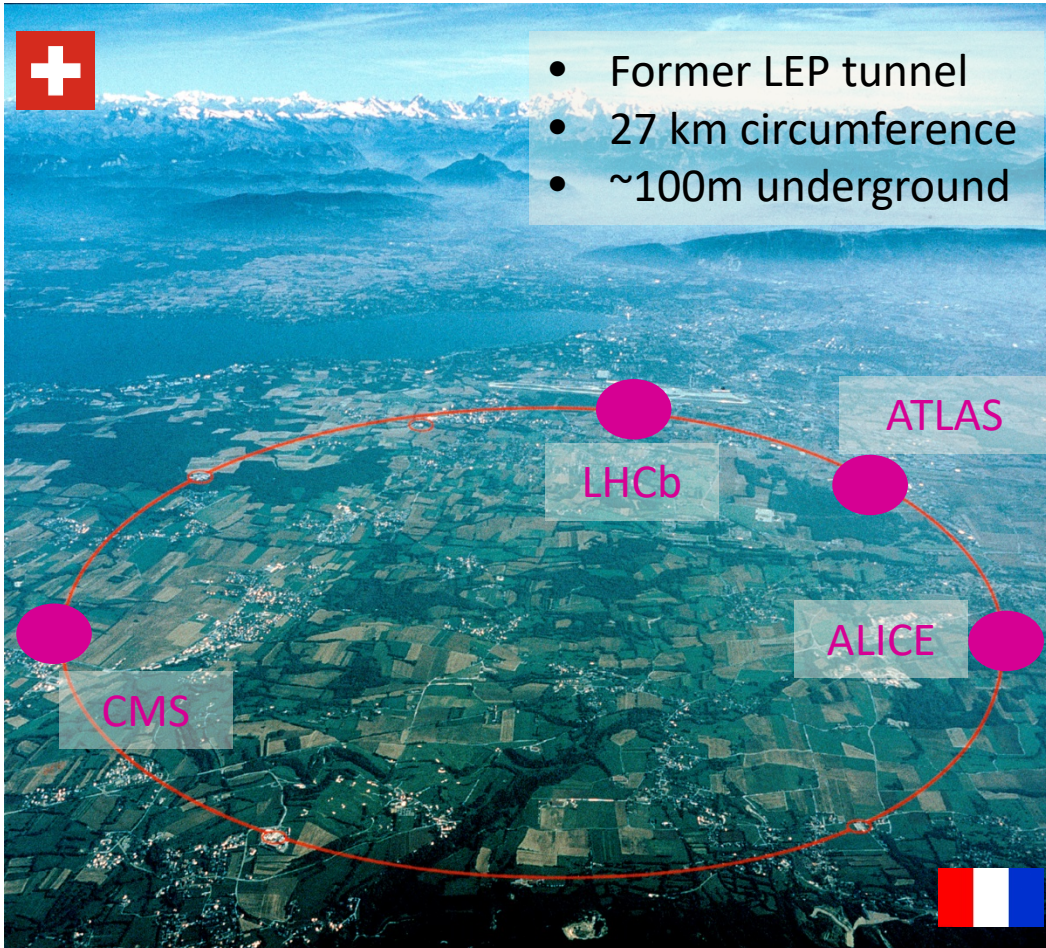 • Former LEP tunnel
• 27 km circumference
• ~100m underground
ATLAS
LHCb
ALICE
CMS